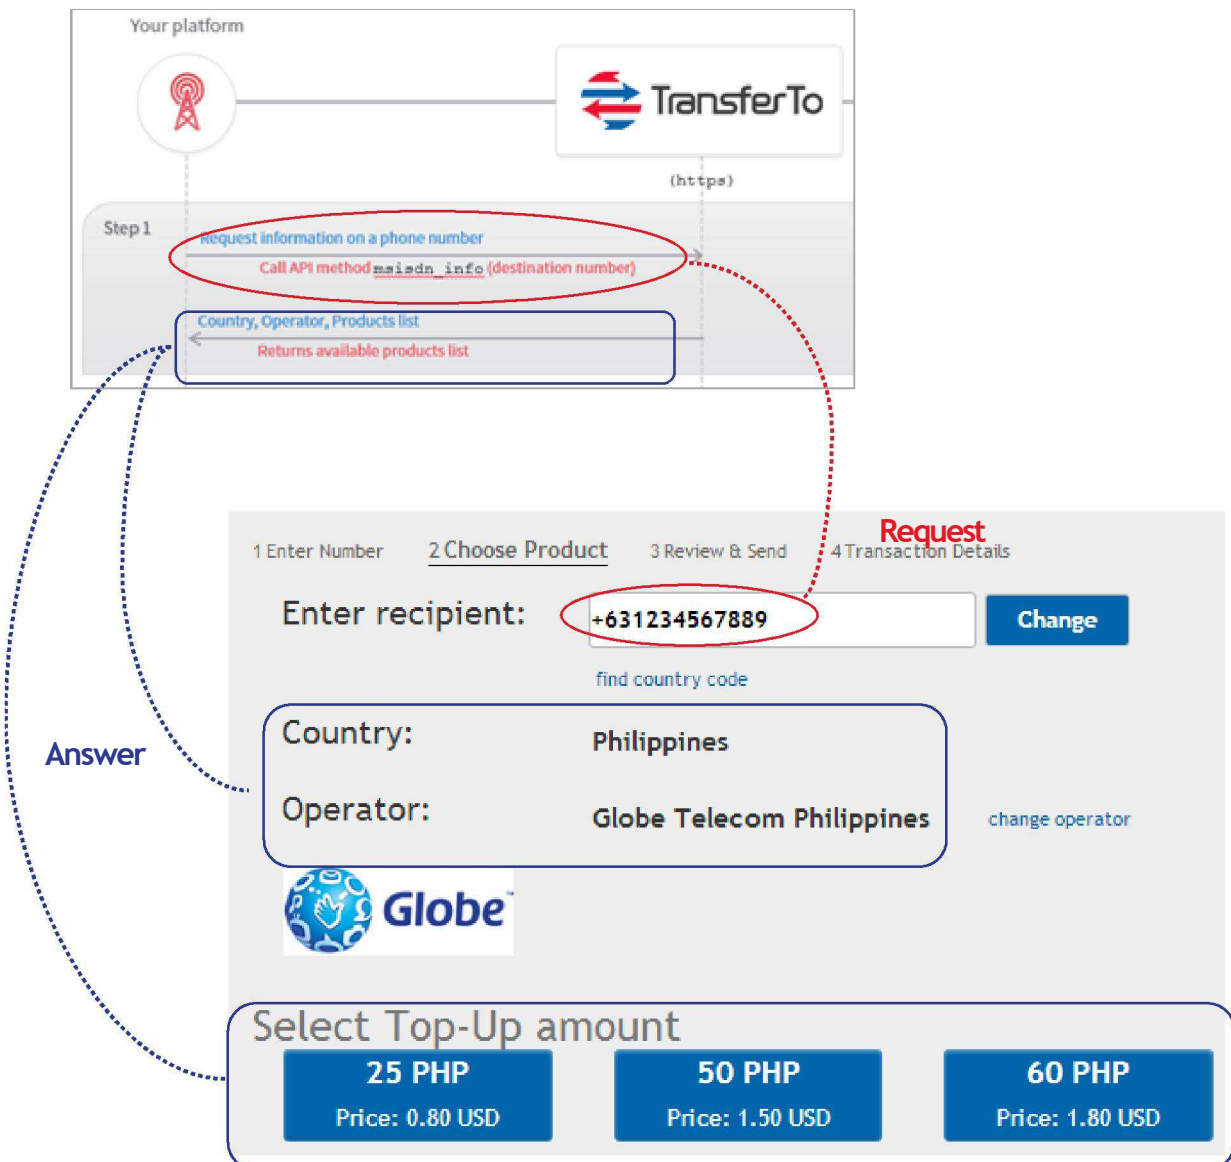 Your platform
TransferTo
(https)
Step 1
Request information on a phone number
Call API method msisdn_info (destination number)
Country, Operator, Products list
Returns available products list
Request
1 Enter Number 2 Choose Product 3 Review & Send 4 Transaction Details
Enter recipient: +631234567889 Change
find country code
Country: Philippines
Answer
Operator: Globe Telecom Philippines change operator
Globe™
Select Top-Up amount
25 PHP 50 PHP 60 PHP
Price: 0.80 USD Price: 1.50 USD Price: 1.80 USD